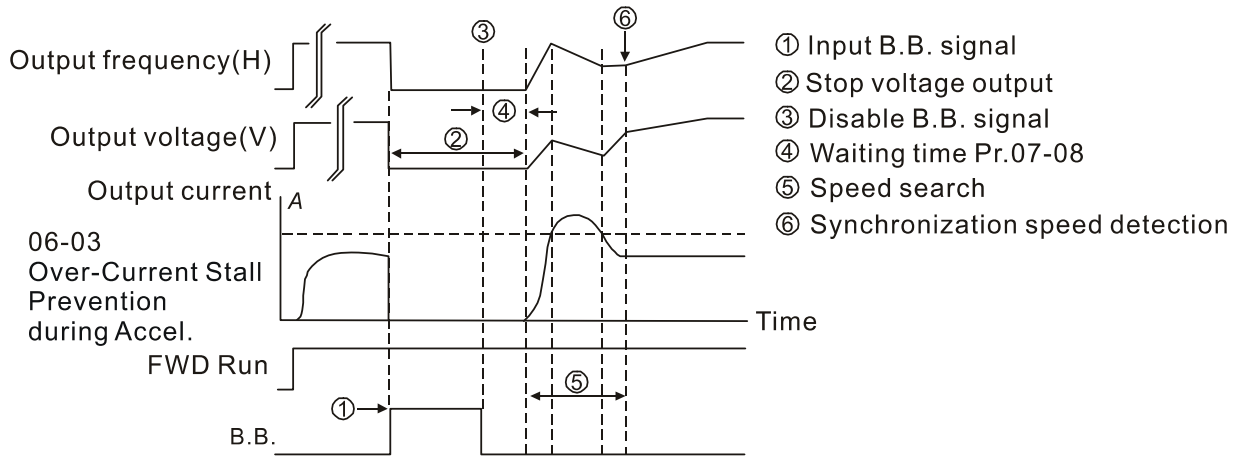 Output frequency(H)
Output voltage(V)
Output current
A
06-03
Over-Current Stall
Prevention
during Accel.
Time
FWD Run
B.B.
①
②
③
④
⑤
⑥
① Input B.B. signal
② Stop voltage output
③ Disable B.B. signal
④ Waiting time Pr.07-08
⑤ Speed search
⑥ Synchronization speed detection